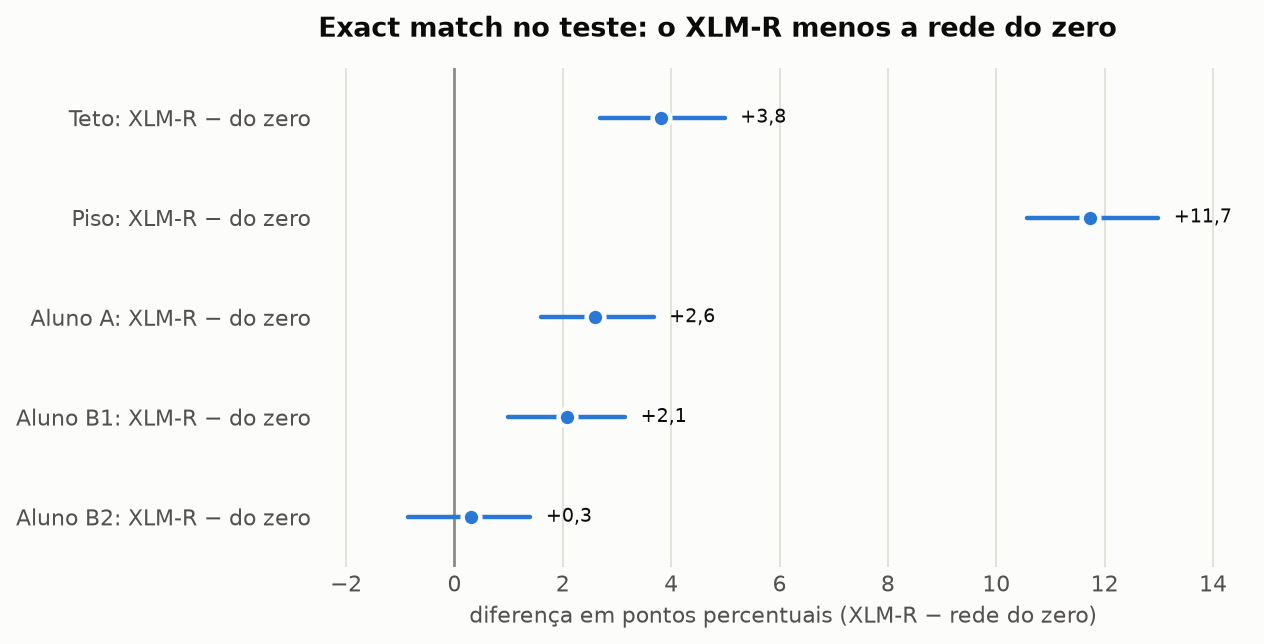 Exact match no teste: o XLM-R menos a rede do zero
Teto: XLM-R − do zero
+3,8
Piso: XLM-R − do zero
+11,7
Aluno A: XLM-R − do zero
+2,6
Aluno B1: XLM-R − do zero
+2,1
Aluno B2: XLM-R − do zero
+0,3
−2 0 2 4 6 8 10 12 14
diferença em pontos percentuais (XLM-R − rede do zero)